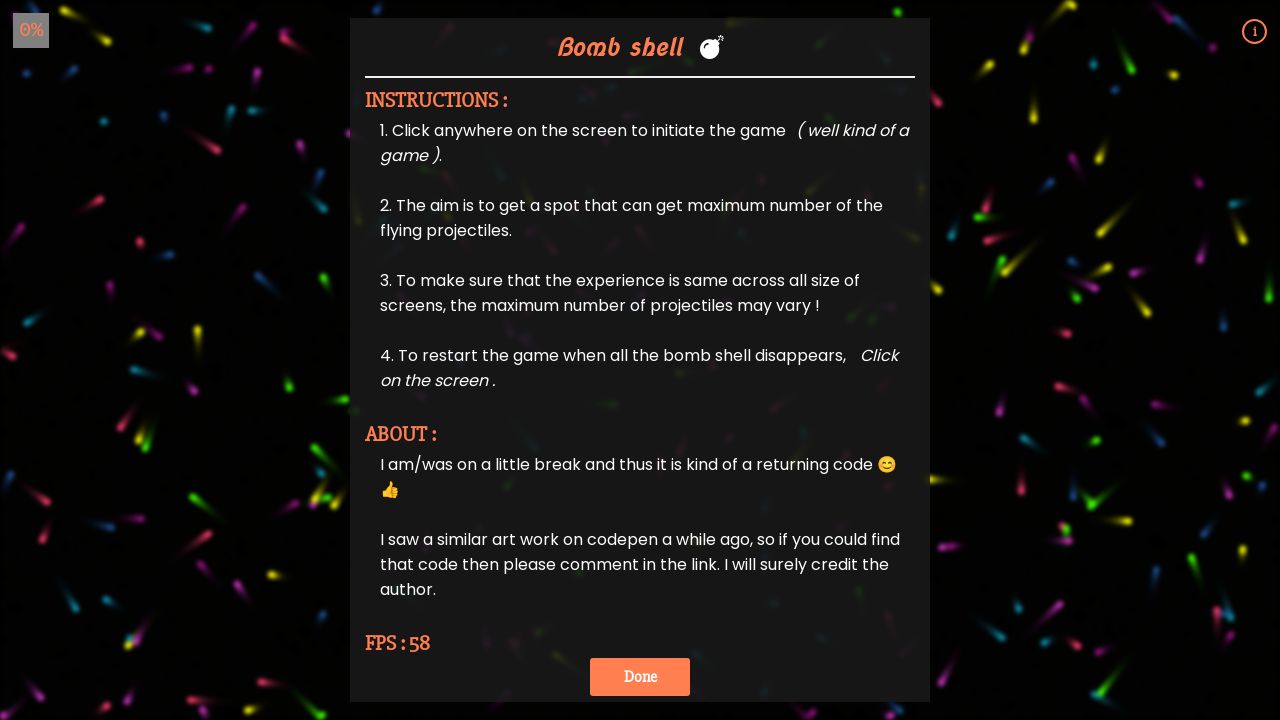 0%
i
Bomb shell 💣
INSTRUCTIONS :
1. Click anywhere on the screen to initiate the game ( well kind of a
game ).
2. The aim is to get a spot that can get maximum number of the
flying projectiles.
3. To make sure that the experience is same across all size of
screens, the maximum number of projectiles may vary !
4. To restart the game when all the bomb shell disappears, Click
on the screen .
ABOUT :
I am/was on a little break and thus it is kind of a returning code 😊
👍
I saw a similar art work on codepen a while ago, so if you could find
that code then please comment in the link. I will surely credit the
author.
FPS : 58
Done